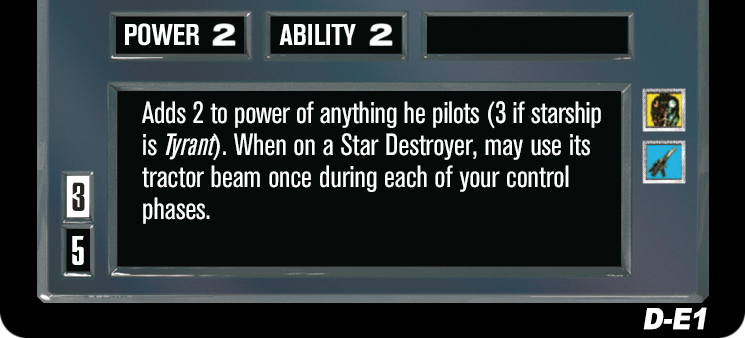 POWER 2 ABILITY 2
Adds 2 to power of anything he pilots (3 if starship
is Tyrant). When on a Star Destroyer, may use its
tractor beam once during each of your control
phases.
3
5
D-E1